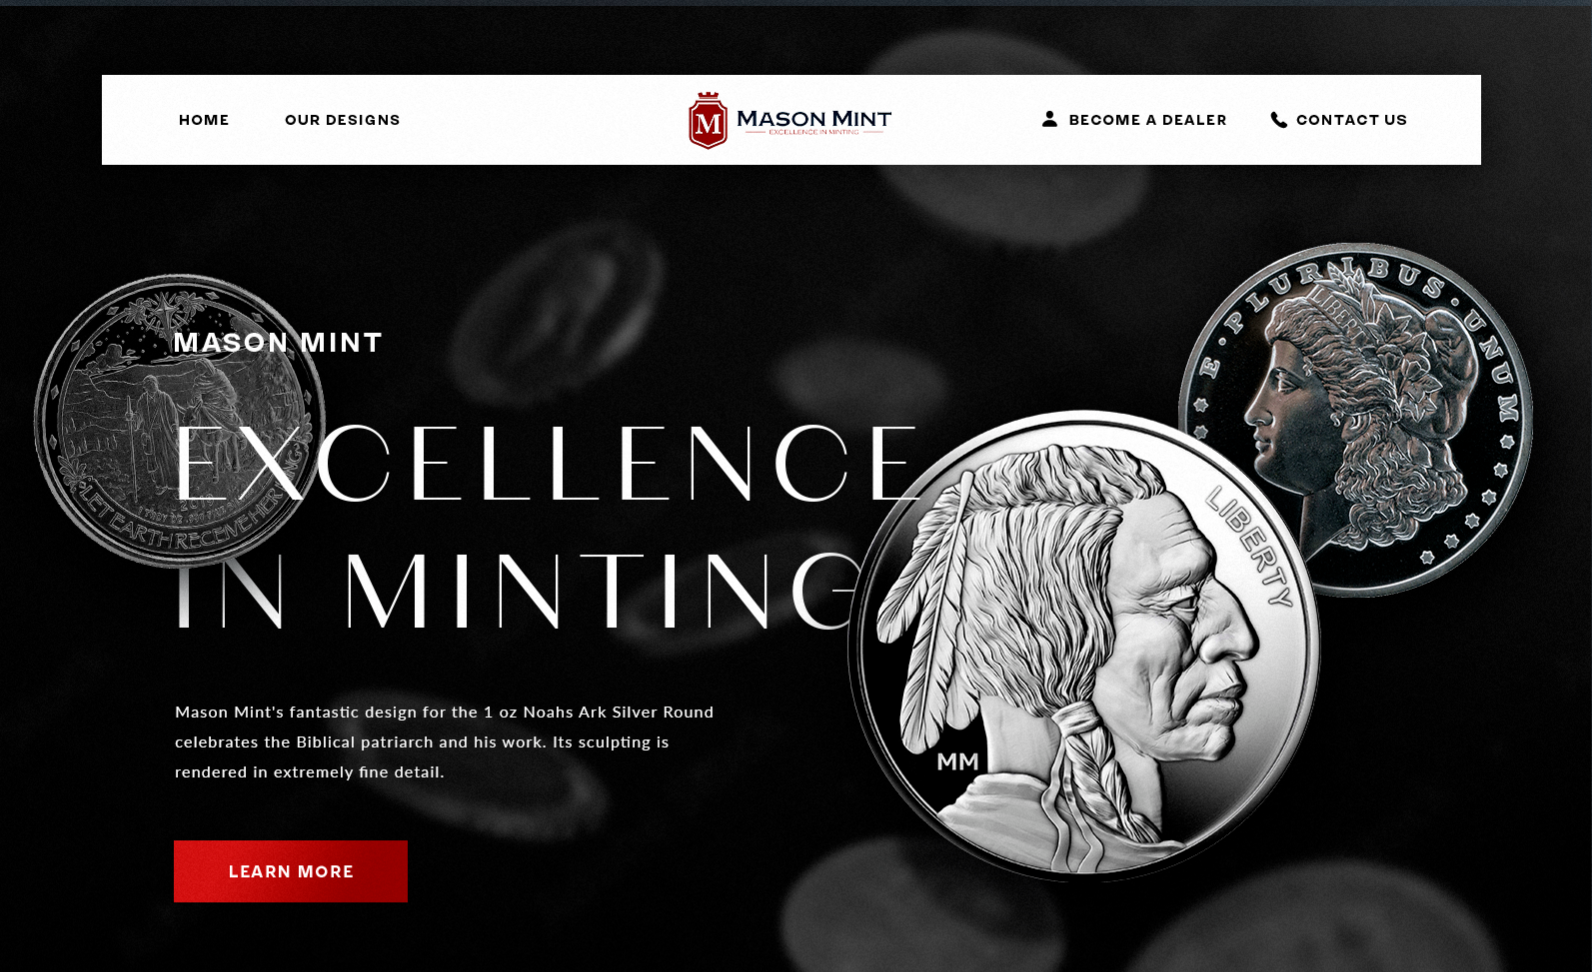 HOME
OUR DESIGNS
M
MASON MINT
EXCELLENCE IN MINTING
BECOME A DEALER
CONTACT US
MASON MINT
EXCELLENCE
IN MINTING
LET EARTH RECEIVE HER KING
E·PLURIBUS·UNUM
LIBERTY
MM
Mason Mint's fantastic design for the 1 oz Noahs Ark Silver Round
celebrates the Biblical patriarch and his work. Its sculpting is
rendered in extremely fine detail.
LEARN MORE